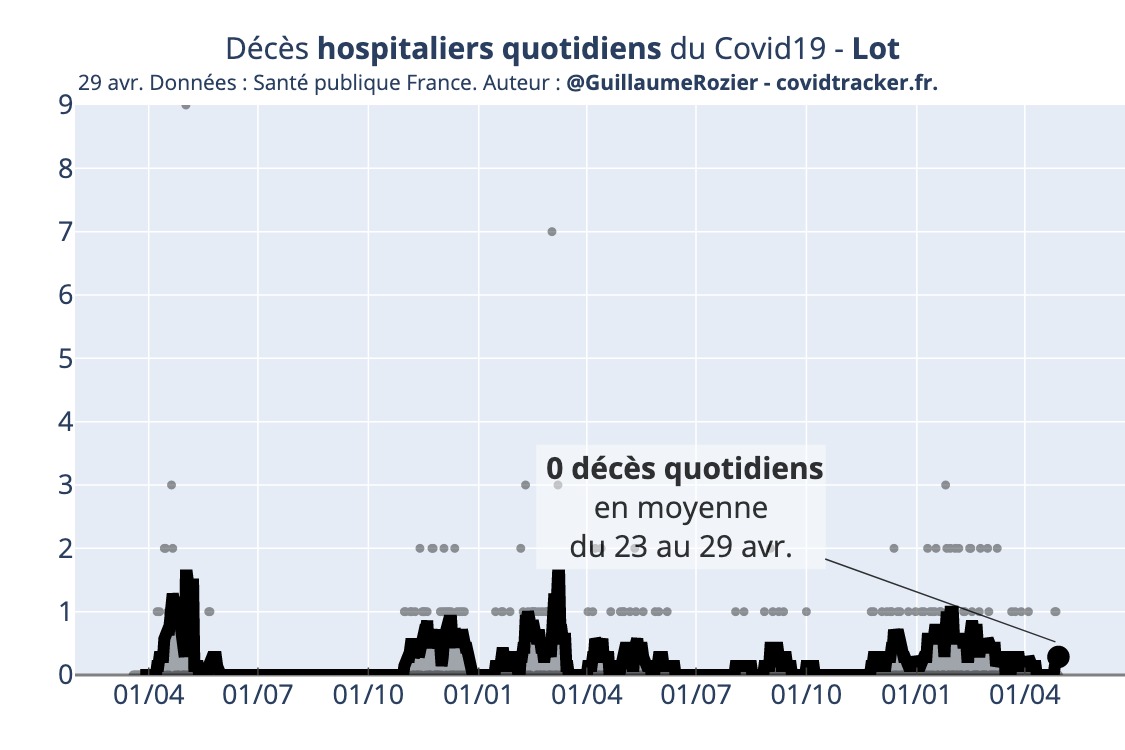 Décès hospitaliers quotidiens du Covid19 - Lot
29 avr. Données : Santé publique France. Auteur : @GuillaumeRozier - covidtracker.fr.
9
8
7
6
5
4
3
2
1
0
0 décès quotidiens
en moyenne
du 23 au 29 avr.
01/04 01/07 01/10 01/01 01/04 01/07 01/10 01/01 01/04